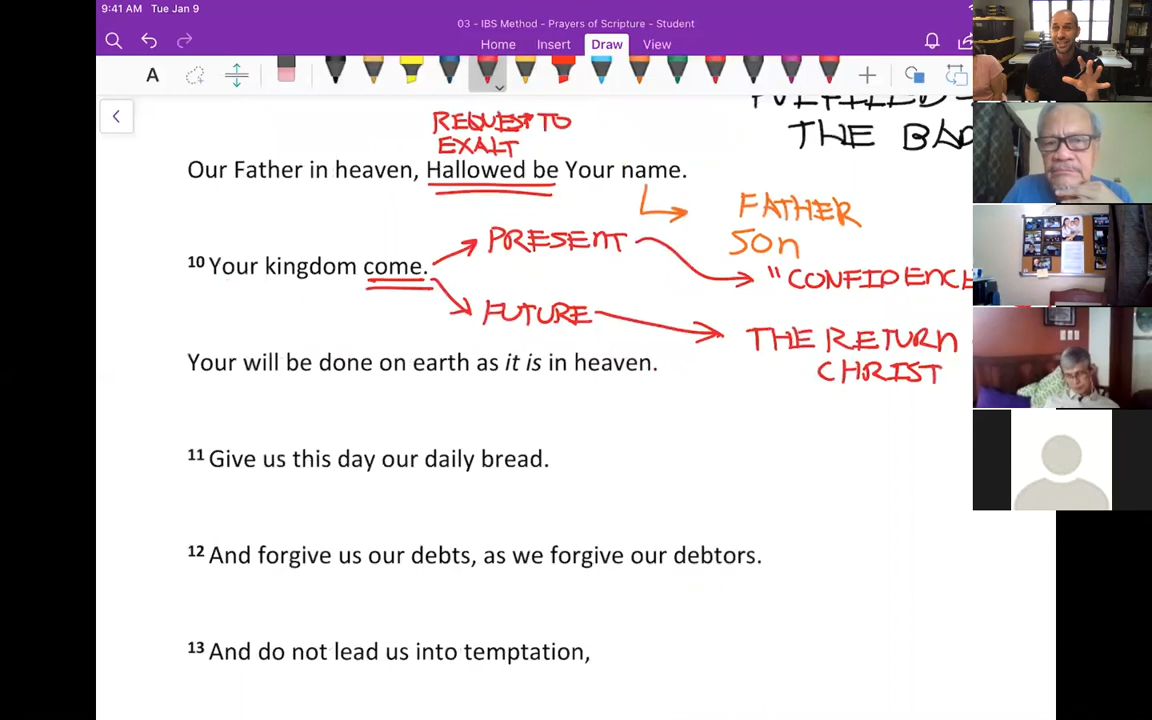 9:41 AM Tue Jan 9
03 - IBS Method - Prayers of Scripture - Student
Home Insert Draw View
A
THE BAD
REQUEST TO
EXALT
Our Father in heaven, Hallowed be Your name.
FATHER
SON
PRESENT
10 Your kingdom come.
"CONFIDENCE
FUTURE
THE RETURN
CHRIST
Your will be done on earth as it is in heaven.
11 Give us this day our daily bread.
12 And forgive us our debts, as we forgive our debtors.
13 And do not lead us into temptation,